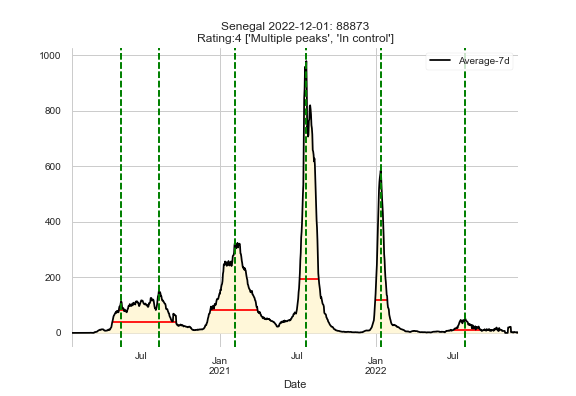 Senegal 2022-12-01: 88873
Rating:4 ['Multiple peaks', 'In control']
Average-7d
1000
800
600
400
200
0
Jul
Jan
2021
Jul
Jan
2022
Jul
Date